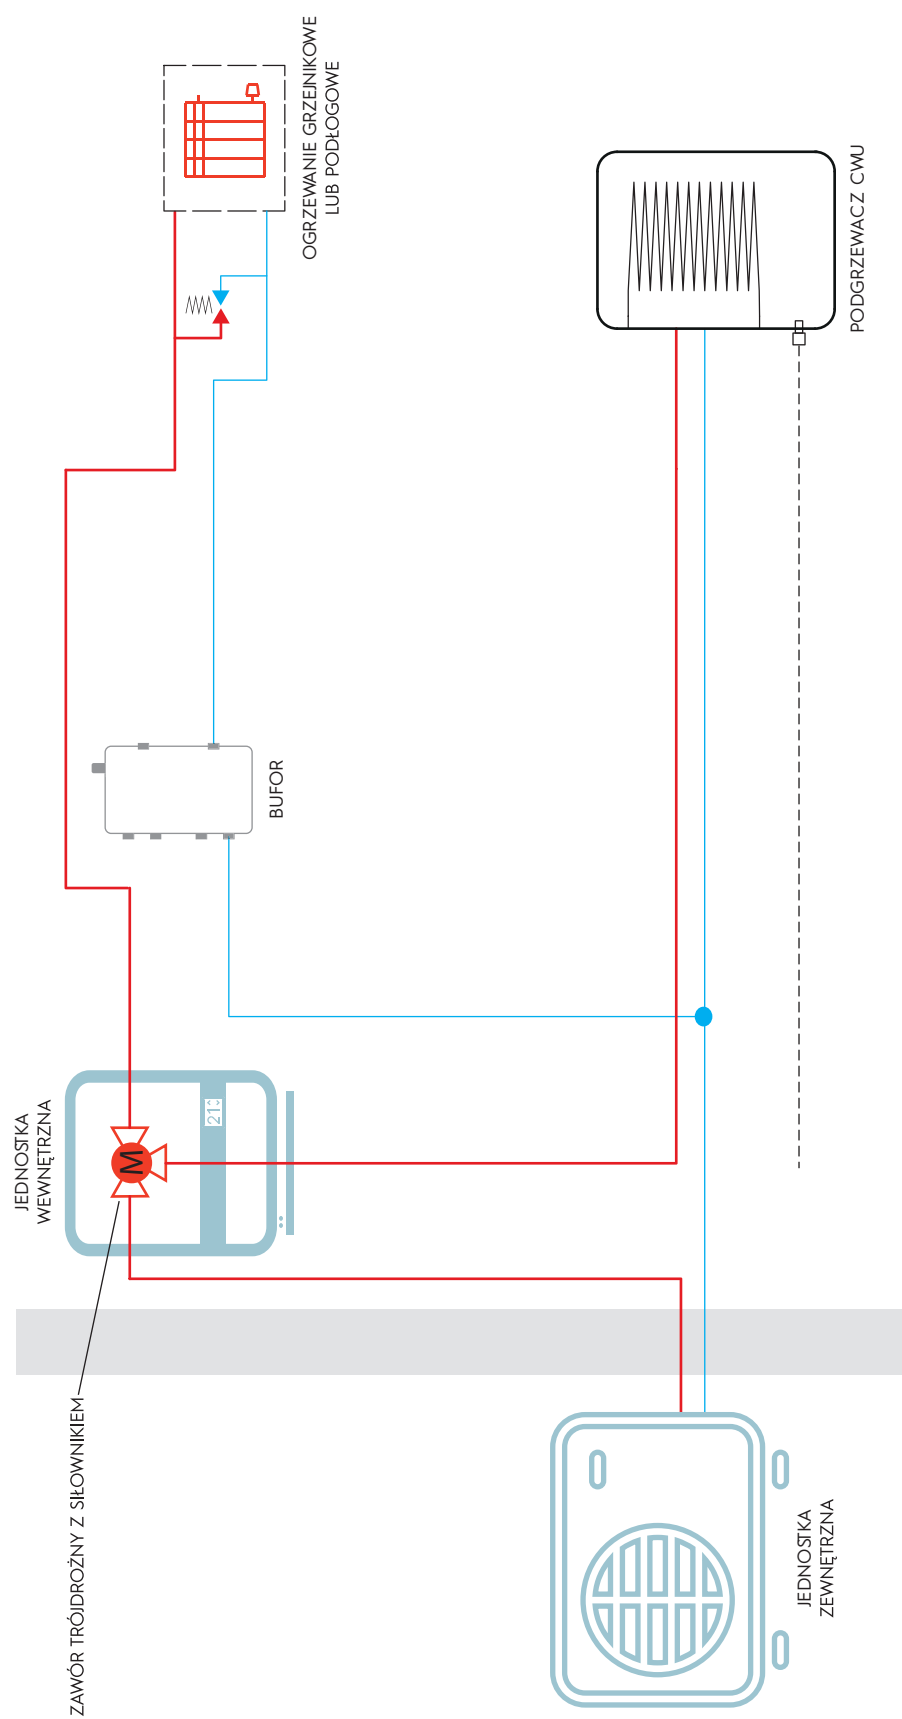 ZAWÓR TRÓJDROŻNY Z SIŁOWNIKIEM
JEDNOSTKA
WEWNĘTRZNA
M
21
BUFOR
OGRZEWANIE GRZEJNIKOWE
LUB PODŁOGOWE
JEDNOSTKA
ZEWNĘTRZNA
PODGRZEWACZ CWU